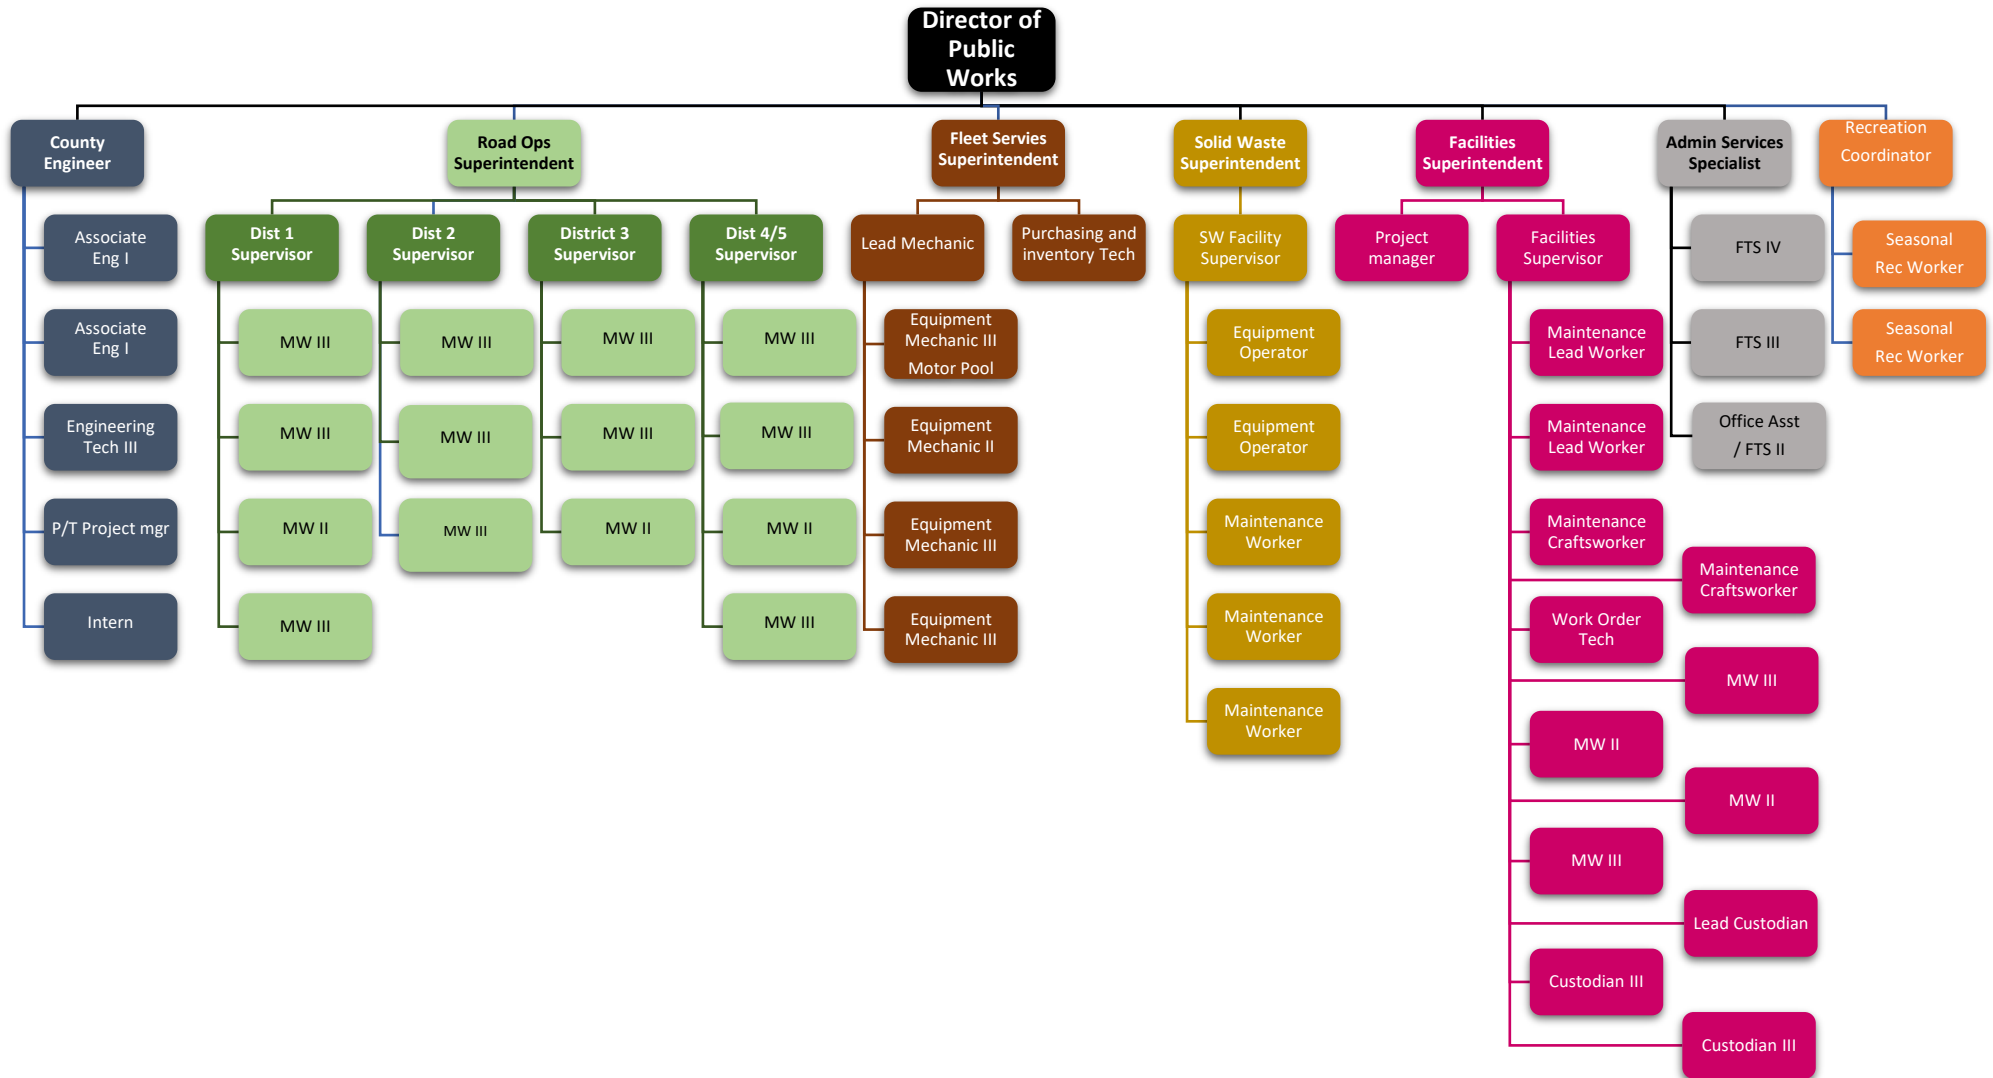 Director of
Public
Works
County
Engineer
Road Ops
Superintendent
Fleet Servies
Superintendent
Solid Waste
Superintendent
Facilities
Superintendent
Admin Services
Specialist
Recreation
Coordinator
Associate
Eng I
Associate
Eng I
Engineering
Tech III
P/T Project mgr
Intern
Dist 1
Supervisor
MW III
MW III
MW II
MW III
Dist 2
Supervisor
MW III
MW III
MW III
District 3
Supervisor
MW III
MW III
MW II
Dist 4/5
Supervisor
MW III
MW III
MW II
MW III
Lead Mechanic
Equipment
Mechanic III
Motor Pool
Equipment
Mechanic II
Equipment
Mechanic III
Equipment
Mechanic III
Purchasing and
inventory Tech
SW Facility
Supervisor
Equipment
Operator
Equipment
Operator
Maintenance
Worker
Maintenance
Worker
Maintenance
Worker
Project
manager
Facilities
Supervisor
Maintenance
Lead Worker
Maintenance
Lead Worker
Maintenance
Craftsworker
Maintenance
Craftsworker
Work Order
Tech
MW III
MW II
MW II
MW III
Lead Custodian
Custodian III
Custodian III
FTS IV
FTS III
Office Asst
/ FTS II
Seasonal
Rec Worker
Seasonal
Rec Worker